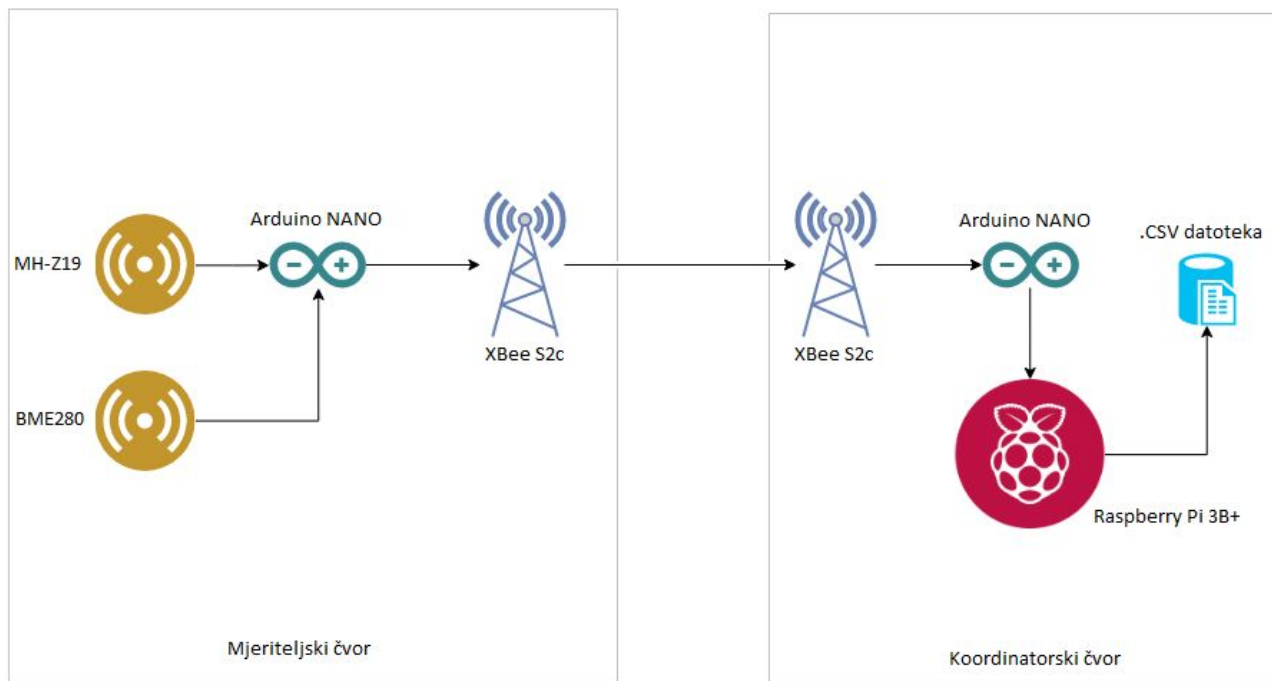 Arduino NANO
MH-Z19
XBee S2c
BME280
Mjeriteljski čvor
Arduino NANO
.CSV datoteka
XBee S2c
Raspberry Pi 3B+
Koordinatorski čvor